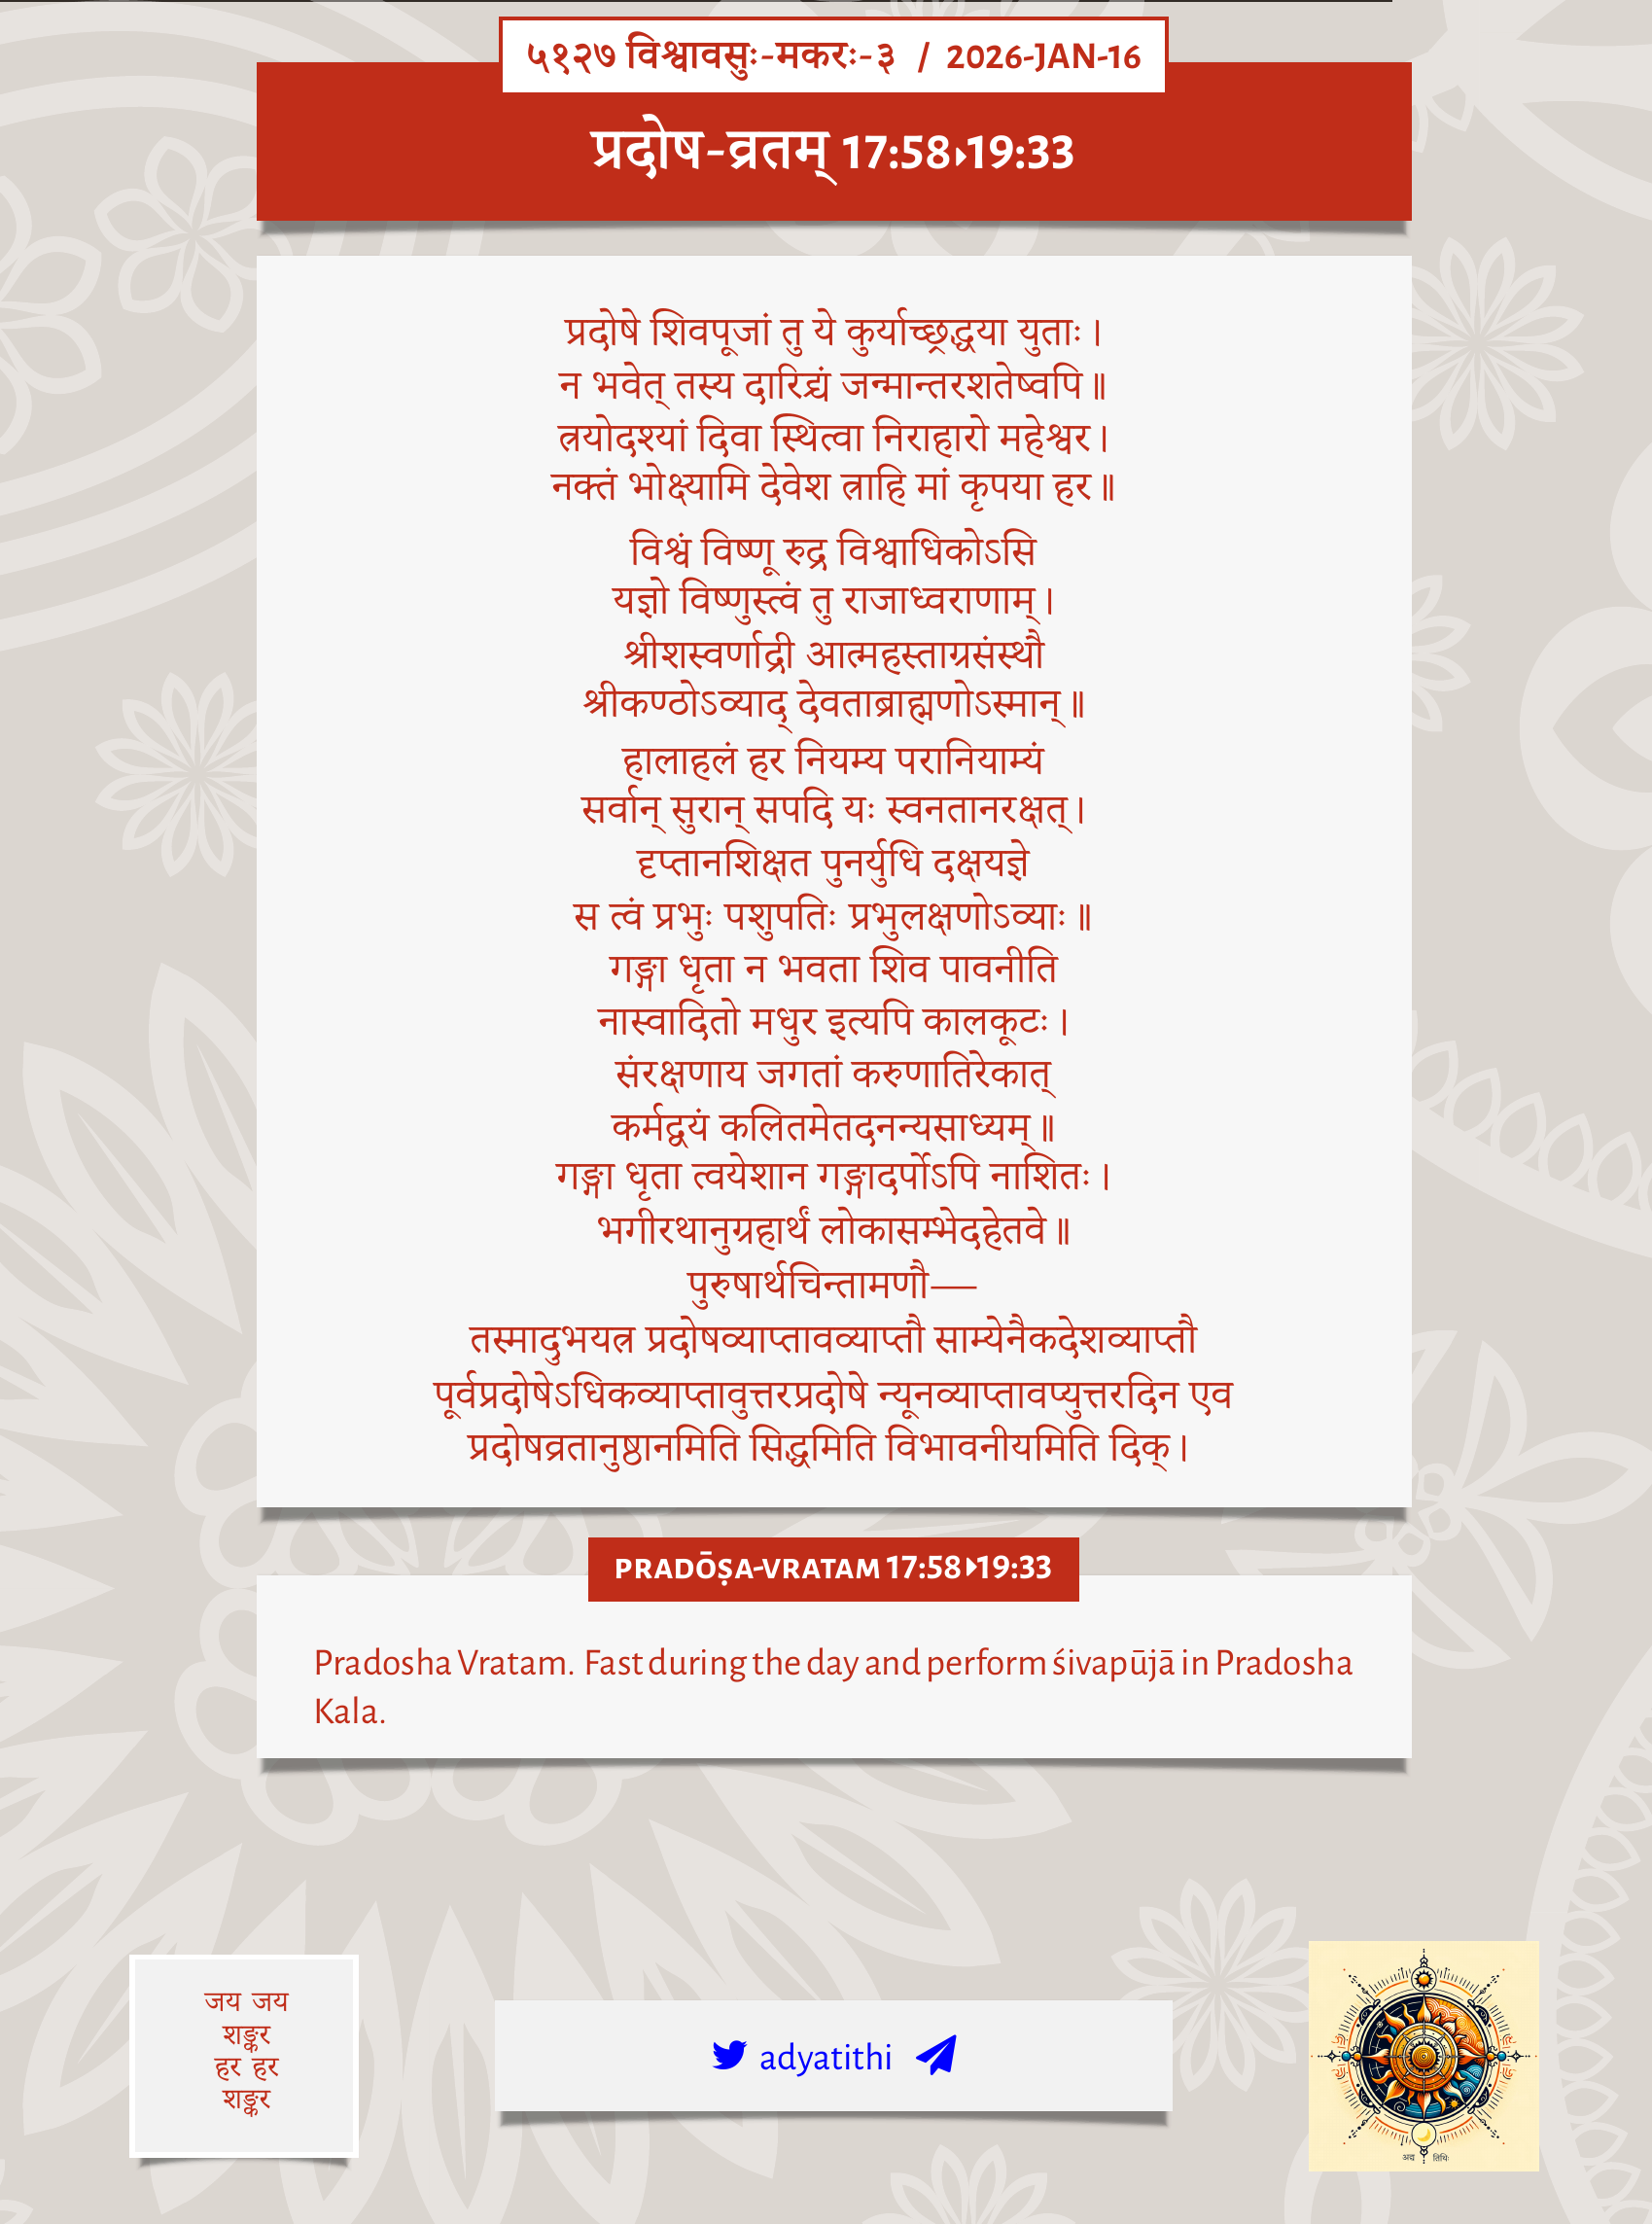 ५१२७ विश्वावसुः-मकरः-३ / 2026-JAN-16
प्रदोष-व्रतम् 17:58▸19:33
प्रदोषे शिवपूजां तु ये कुर्याच्छ्रद्धया युताः।
न भवेत् तस्य दारिद्र्यं जन्मान्तरशतेष्वपि॥
त्रयोदश्यां दिवा स्थित्वा निराहारो महेश्वर।
नक्तं भोक्ष्यामि देवेश त्राहि मां कृपया हर॥
विश्वं विष्णू रुद्र विश्वाधिकोऽसि
यज्ञो विष्णुस्त्वं तु राजाध्वराणाम्।
श्रीशस्वर्णाद्री आत्महस्ताग्रसंस्थौ
श्रीकण्ठोऽव्याद् देवताब्राह्मणोऽस्मान्॥
हालाहलं हर नियम्य परानियाम्यं
सर्वान् सुरान् सपदि यः स्वनतानरक्षत्।
दृप्तानशिक्षत पुनर्युधि दक्षयज्ञे
स त्वं प्रभुः पशुपतिः प्रभुलक्षणोऽव्याः॥
गङ्गा धृता न भवता शिव पावनीति
नास्वादितो मधुर इत्यपि कालकूटः।
संरक्षणाय जगतां करुणातिरेकात्
कर्मद्वयं कलितमेतदनन्यसाध्यम्॥
गङ्गा धृता त्वयेशान गङ्गादर्पोऽपि नाशितः।
भगीरथानुग्रहार्थं लोकासम्भेदहेतवे॥
पुरुषार्थचिन्तामणौ—
तस्मादुभयत्र प्रदोषव्याप्तावव्याप्तौ साम्येनैकदेशव्याप्तौ
पूर्वप्रदोषेऽधिकव्याप्तावुत्तरप्रदोषे न्यूनव्याप्तावप्युत्तरदिन एव
प्रदोषव्रतानुष्ठानमिति सिद्धमिति विभावनीयमिति दिक्।
PRADŌṢA-VRATAM 17:58▸19:33
Pradosha Vratam. Fast during the day and perform śivapūjā in Pradosha
Kala.
जय जय
शङ्कर
हर हर
शङ्कर
adyatithi
अद्य तिथिः